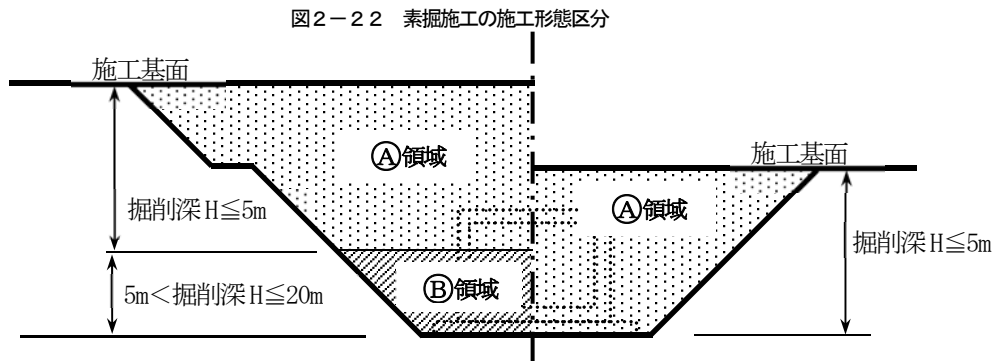 図2－22 素掘施工の施工形態区分
施工基面
Ⓐ領域
施工基面
Ⓐ領域
掘削深H≦5m
掘削深H≦5m
Ⓑ領域
5m＜掘削深H≦20m